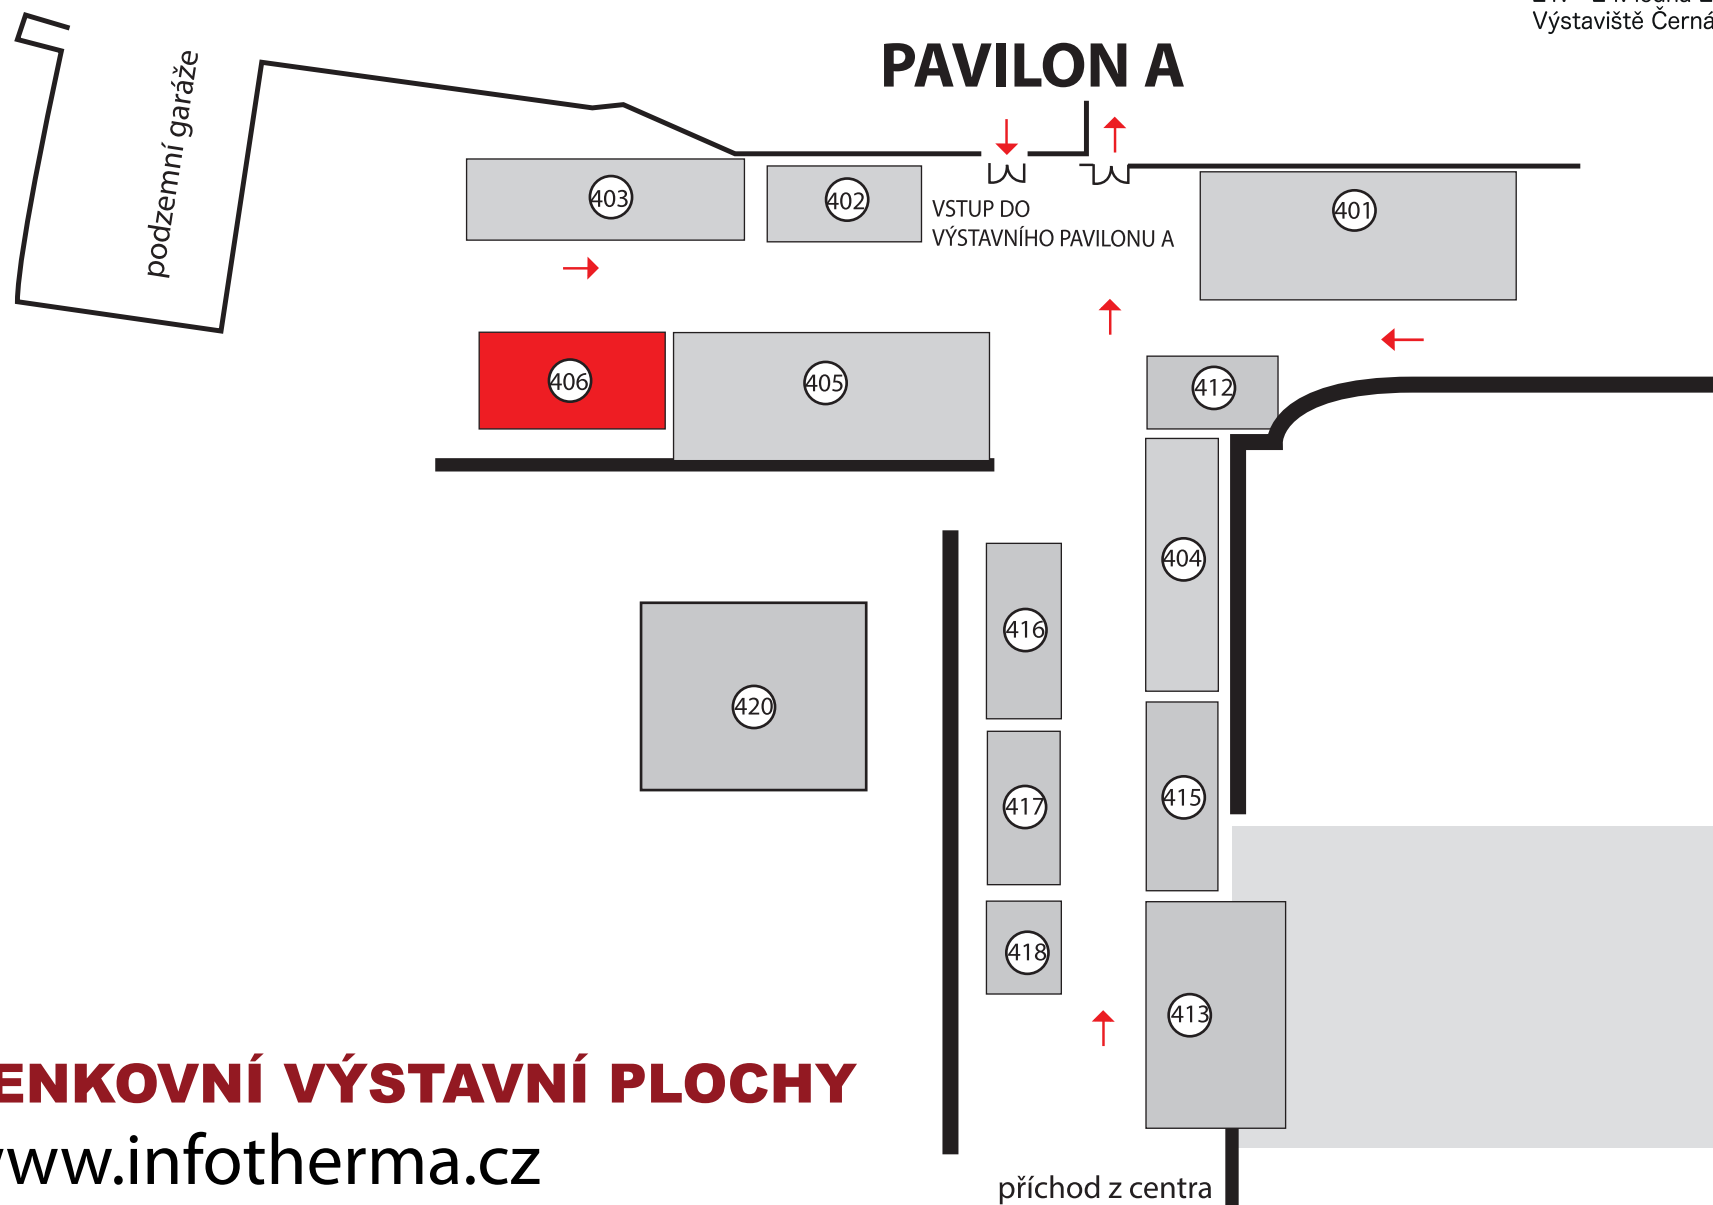 Výstaviště Černá
PAVILON A
podzemní garáže
403
402
401
VSTUP DO
VÝSTAVNÍHO PAVILONU A
406
405
412
404
416
420
417
415
418
413
ENKOVNÍ VÝSTAVNÍ PLOCHY
www.infotherma.cz
příchod z centra